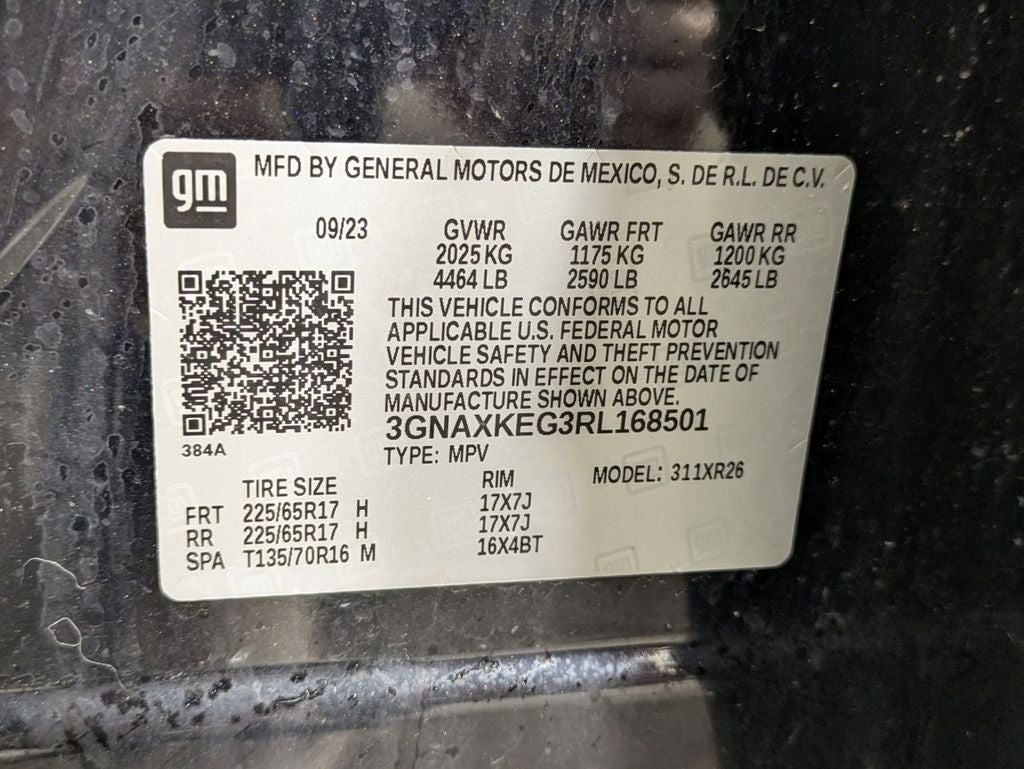 gm
MFD BY GENERAL MOTORS DE MEXICO, S. DE R.L. DE C.V.
09/23 GVWR GAWR FRT GAWR RR
2025 KG 1175 KG 1200 KG
4464 LB 2590 LB 2645 LB
THIS VEHICLE CONFORMS TO ALL
APPLICABLE U.S. FEDERAL MOTOR
VEHICLE SAFETY AND THEFT PREVENTION
STANDARDS IN EFFECT ON THE DATE OF
MANUFACTURE SHOWN ABOVE.
3GNAXKEG3RL168501
384A
TYPE: MPV
MODEL: 311XR26
TIRE SIZE RIM
FRT 225/65R17 H 17X7J
RR 225/65R17 H 17X7J
SPA T135/70R16 M 16X4BT